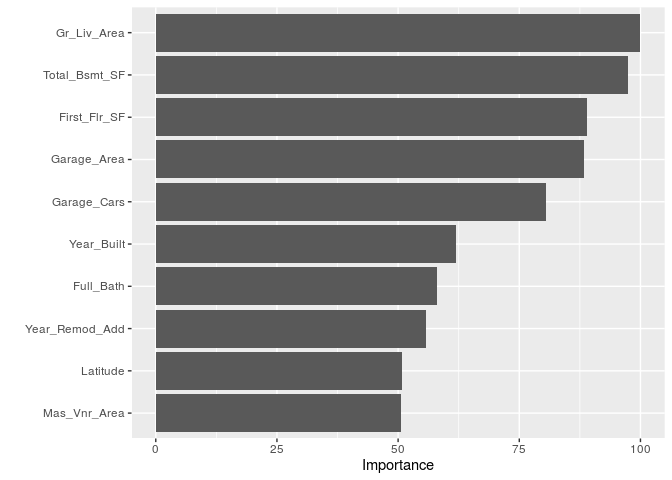 Gr_Liv_Area
Total_Bsmt_SF
First_Flr_SF
Garage_Area
Garage_Cars
Year_Built
Full_Bath
Year_Remod_Add
Latitude
Mas_Vnr_Area
0 25 50 75 100
Importance